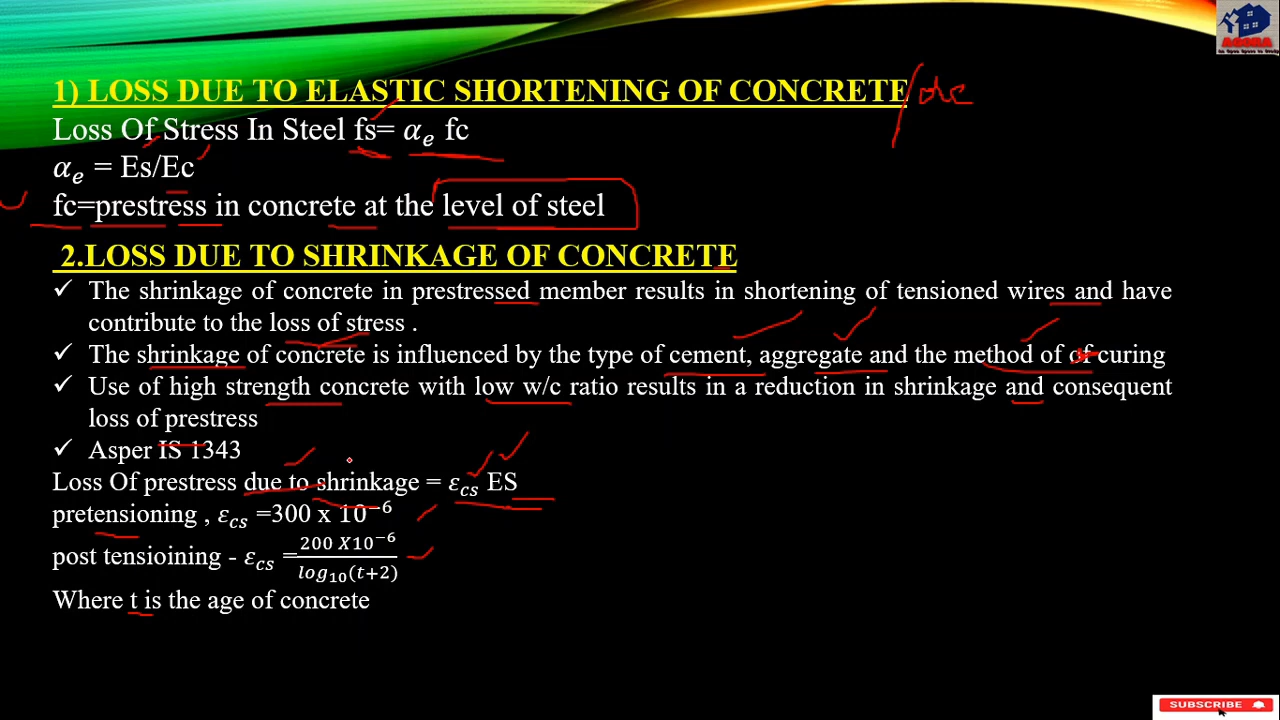 AGORA
1) LOSS DUE TO ELASTIC SHORTENING OF CONCRETE
Loss Of Stress In Steel fs= αₑ fc
αₑ = Es/Ec
fc=prestress in concrete at the level of steel
2.LOSS DUE TO SHRINKAGE OF CONCRETE
✓ The shrinkage of concrete in prestressed member results in shortening of tensioned wires and have
contribute to the loss of stress .
✓ The shrinkage of concrete is influenced by the type of cement, aggregate and the method of of curing
✓ Use of high strength concrete with low w/c ratio results in a reduction in shrinkage and consequent
loss of prestress
✓ Asper IS 1343
Loss Of prestress due to shrinkage = ε_cs ES
pretensioning , ε_cs =300 x 10⁻⁶
post tensioining - ε_cs = 200 X10⁻⁶ / log₁₀(t+2)
Where t is the age of concrete
SUBSCRIBE